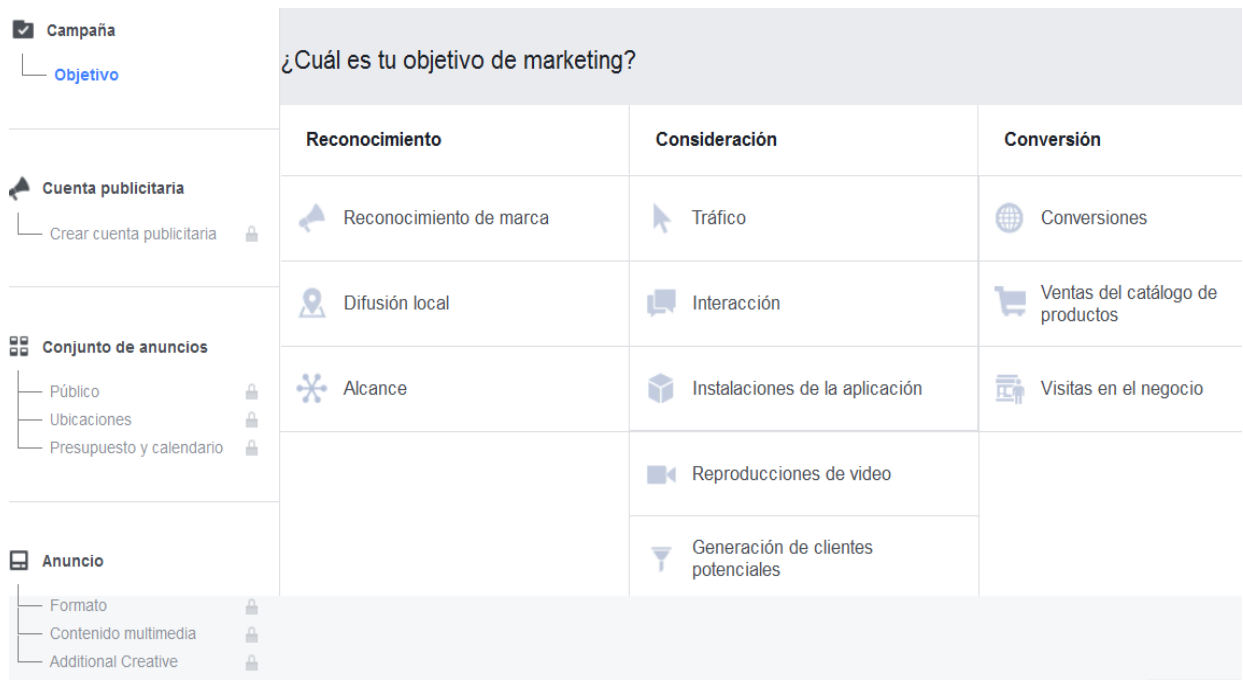 Campaña
Objetivo
Cuenta publicitaria
Crear cuenta publicitaria
Conjunto de anuncios
Público
Ubicaciones
Presupuesto y calendario
Anuncio
Formato
Contenido multimedia
Additional Creative
¿Cuál es tu objetivo de marketing?
Reconocimiento
Reconocimiento de marca
Difusión local
Alcance
Consideración
Tráfico
Interacción
Instalaciones de la aplicación
Reproducciones de video
Generación de clientes
potenciales
Conversión
Conversiones
Ventas del catálogo de
productos
Visitas en el negocio